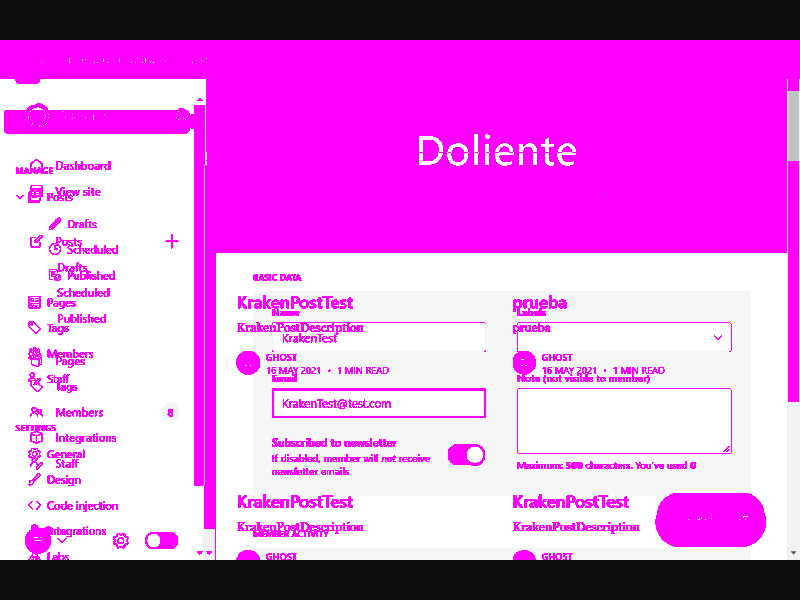 Doliente
MANAGE
Dashboard
View site
Posts
Drafts
Posts
Scheduled
Drafts
Published
Scheduled
Pages
Published
Tags
Members
Pages
Staff
Tags
Members
SETTINGS
Integrations
General
Staff
Design
Code injection
Integrations
Labs
BASIC DATA
KrakenPostTest
prueba
Name
Labels
KrakenPostDescription
prueba
KrakenTest
GHOST
GHOST
16 MAY 2021 • 1 MIN READ
16 MAY 2021 • 1 MIN READ
Email
Note (not visible to member)
KrakenTest@test.com
Subscribed to newsletter
If disabled, member will not receive
newsletter emails
Maximum: 500 characters. You've used 0
KrakenPostTest
KrakenPostTest
KrakenPostDescription
KrakenPostDescription
MEMBER ACTIVITY
GHOST
GHOST